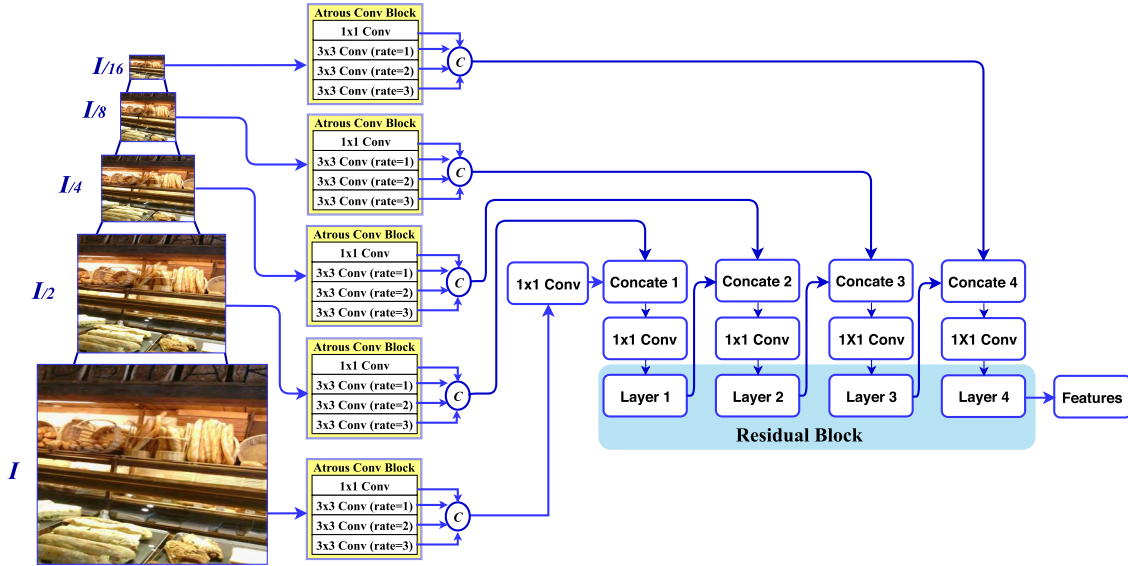 I/16
I/8
I/4
I/2
I
Atrous Conv Block
1x1 Conv
3x3 Conv (rate=1)
3x3 Conv (rate=2)
3x3 Conv (rate=3)
C
Atrous Conv Block
1x1 Conv
3x3 Conv (rate=1)
3x3 Conv (rate=2)
3x3 Conv (rate=3)
C
Atrous Conv Block
1x1 Conv
3x3 Conv (rate=1)
3x3 Conv (rate=2)
3x3 Conv (rate=3)
C
Atrous Conv Block
1x1 Conv
3x3 Conv (rate=1)
3x3 Conv (rate=2)
3x3 Conv (rate=3)
C
Atrous Conv Block
1x1 Conv
3x3 Conv (rate=1)
3x3 Conv (rate=2)
3x3 Conv (rate=3)
C
1x1 Conv
Concate 1
Concate 2
Concate 3
Concate 4
1x1 Conv
1x1 Conv
1X1 Conv
1X1 Conv
Layer 1
Layer 2
Layer 3
Layer 4
Features
Residual Block